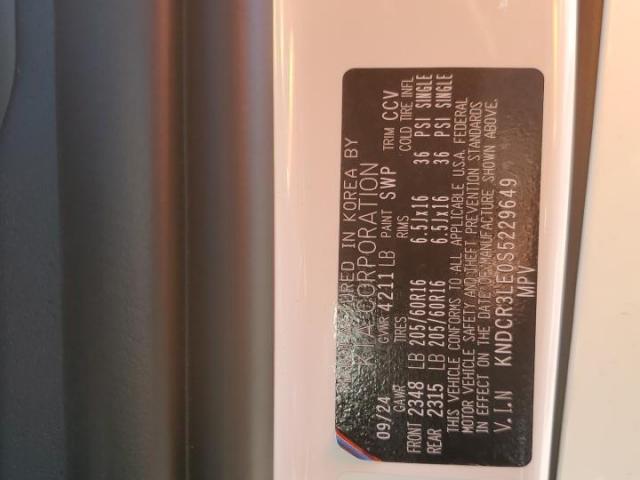 MANUFACTURED IN KOREA BY
KIA CORPORATION
09/24 GVWR 4211 LB PAINT SWP TRIM CCV
GAWR TIRES RIMS COLD TIRE INFL
FRONT 2348 LB 205/60R16 6.5Jx16 36 PSI SINGLE
REAR 2315 LB 205/60R16 6.5Jx16 36 PSI SINGLE
THIS VEHICLE CONFORMS TO ALL APPLICABLE U.S.A. FEDERAL
MOTOR VEHICLE SAFETY AND THEFT PREVENTION STANDARDS
IN EFFECT ON THE DATE OF MANUFACTURE SHOWN ABOVE.
V.I.N KNDCR3LE0S5229649
MPV